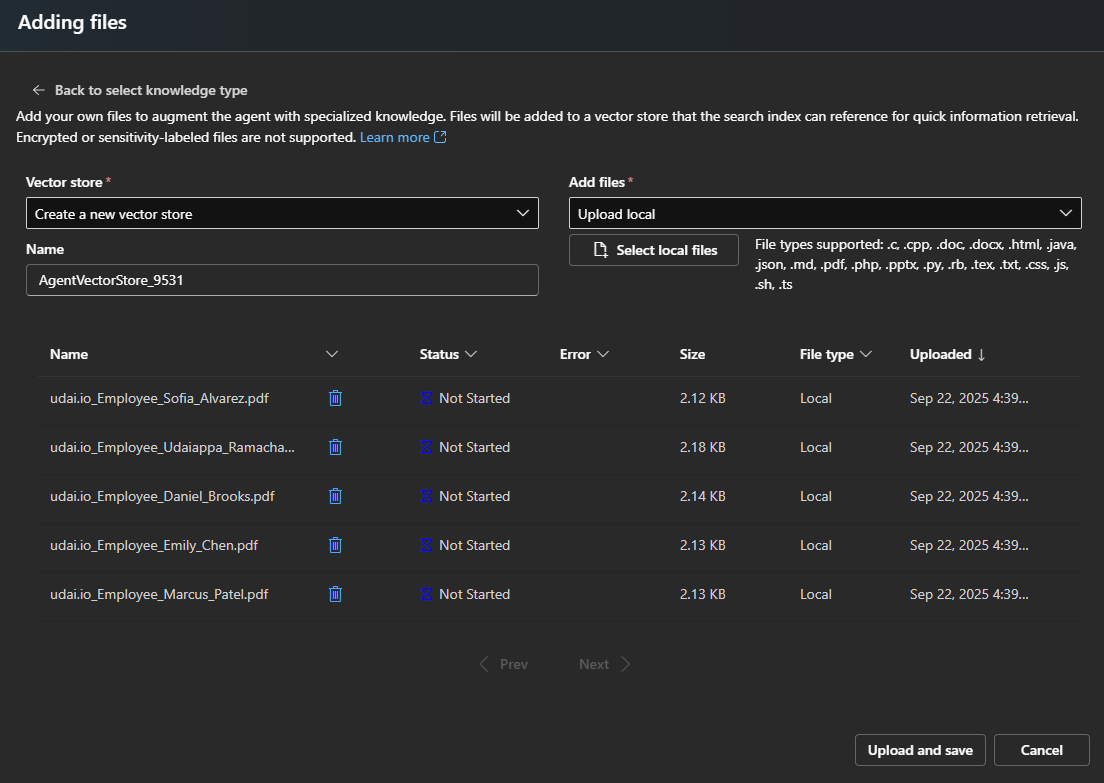 Adding files
Back to select knowledge type
Add your own files to augment the agent with specialized knowledge. Files will be added to a vector store that the search index can reference for quick information retrieval.
Encrypted or sensitivity-labeled files are not supported. Learn more
Vector store *
Create a new vector store
Name
AgentVectorStore_9531
Add files *
Upload local
Select local files
File types supported: .c, .cpp, .doc, .docx, .html, .java,
.json, .md, .pdf, .php, .pptx, .py, .rb, .tex, .txt, .css, .js,
.sh, .ts
Name Status Error Size File type Uploaded ↓
udai.io_Employee_Sofia_Alvarez.pdf Not Started 2.12 KB Local Sep 22, 2025 4:39...
udai.io_Employee_Udaiappa_Ramacha... Not Started 2.18 KB Local Sep 22, 2025 4:39...
udai.io_Employee_Daniel_Brooks.pdf Not Started 2.14 KB Local Sep 22, 2025 4:39...
udai.io_Employee_Emily_Chen.pdf Not Started 2.13 KB Local Sep 22, 2025 4:39...
udai.io_Employee_Marcus_Patel.pdf Not Started 2.13 KB Local Sep 22, 2025 4:39...
Prev Next
Upload and save Cancel